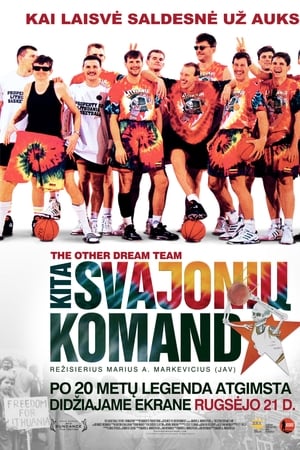 KAI LAISVĖ SALDESNĖ UŽ AUKS
THE OTHER DREAM TEAM
KITA
SVAJONIŲ
KOMAND
REŽISIERIUS MARIUS A. MARKEVICIUS (JAV)
PO 20 METŲ LEGENDA ATGIMSTA
DIDŽIAJAME EKRANE RUGSĖJO 21 D.
FREEDOM
FOR
LITHUANIA
SUNDANCE